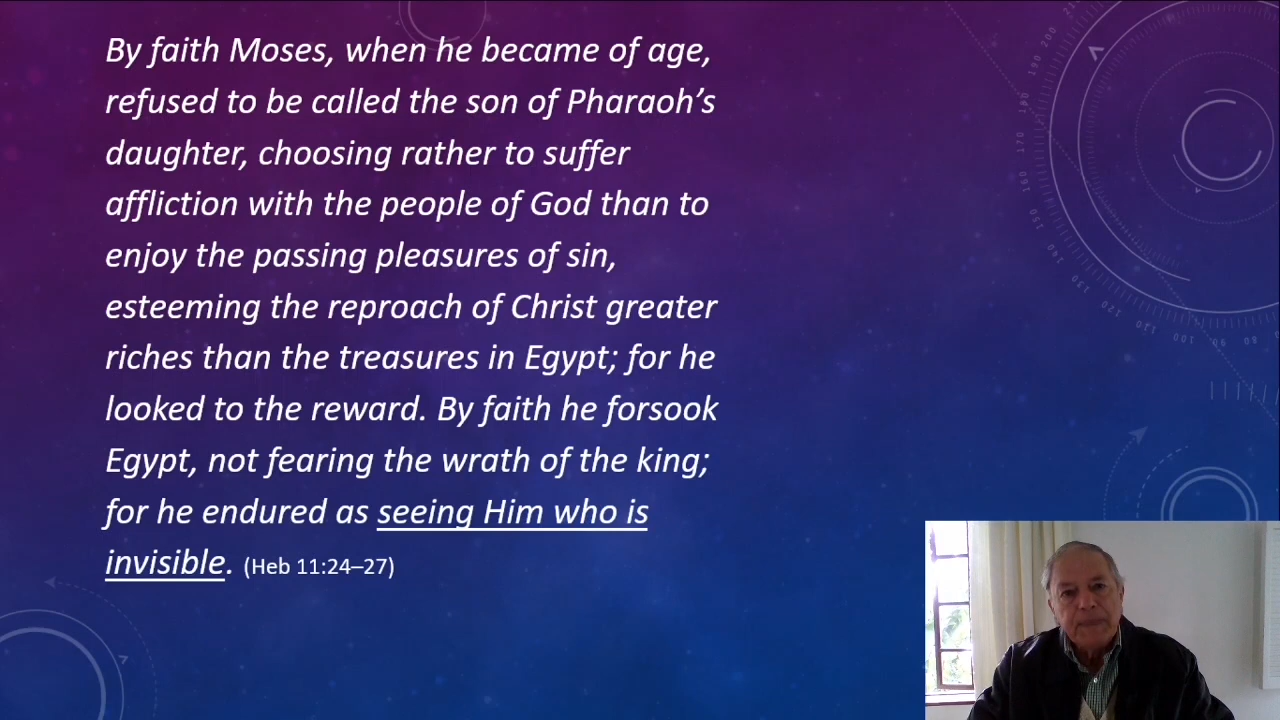 By faith Moses, when he became of age,
refused to be called the son of Pharaoh’s
daughter, choosing rather to suffer
affliction with the people of God than to
enjoy the passing pleasures of sin,
esteeming the reproach of Christ greater
riches than the treasures in Egypt; for he
looked to the reward. By faith he forsook
Egypt, not fearing the wrath of the king;
for he endured as seeing Him who is
invisible. (Heb 11:24–27)